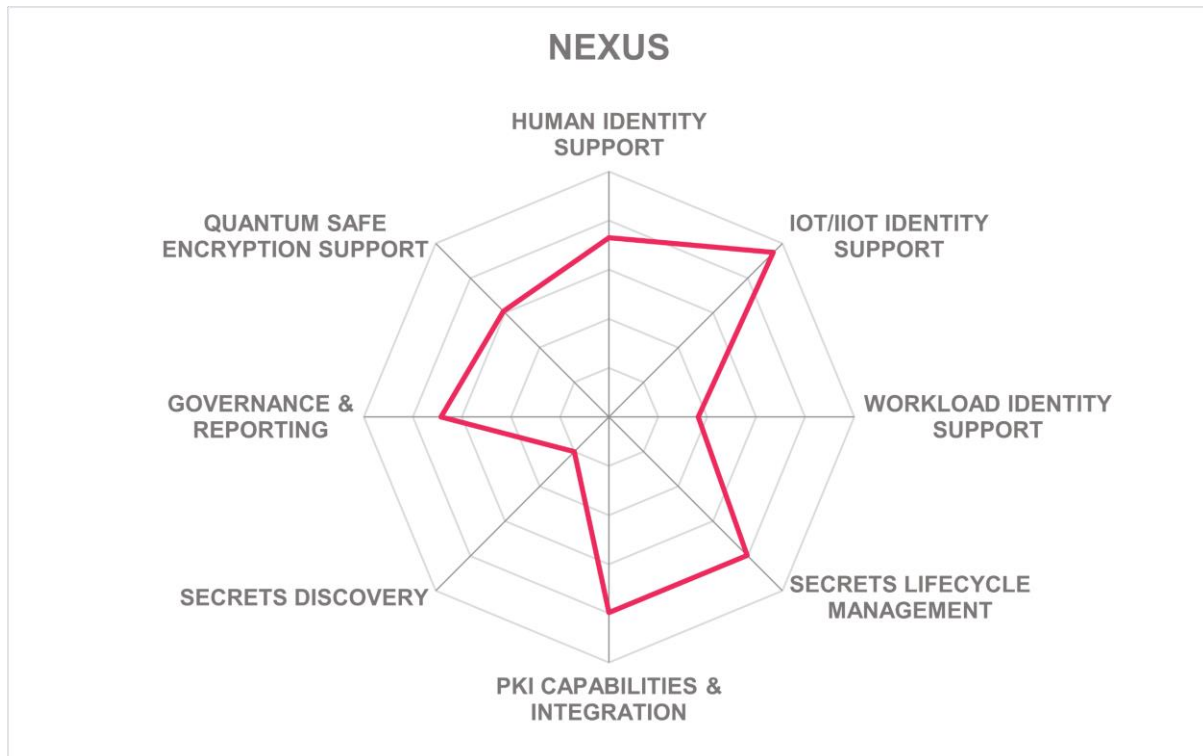 NEXUS
HUMAN IDENTITY
SUPPORT
IOT/IIOT IDENTITY
SUPPORT
WORKLOAD IDENTITY
SUPPORT
SECRETS LIFECYCLE
MANAGEMENT
PKI CAPABILITIES &
INTEGRATION
SECRETS DISCOVERY
GOVERNANCE &
REPORTING
QUANTUM SAFE
ENCRYPTION SUPPORT